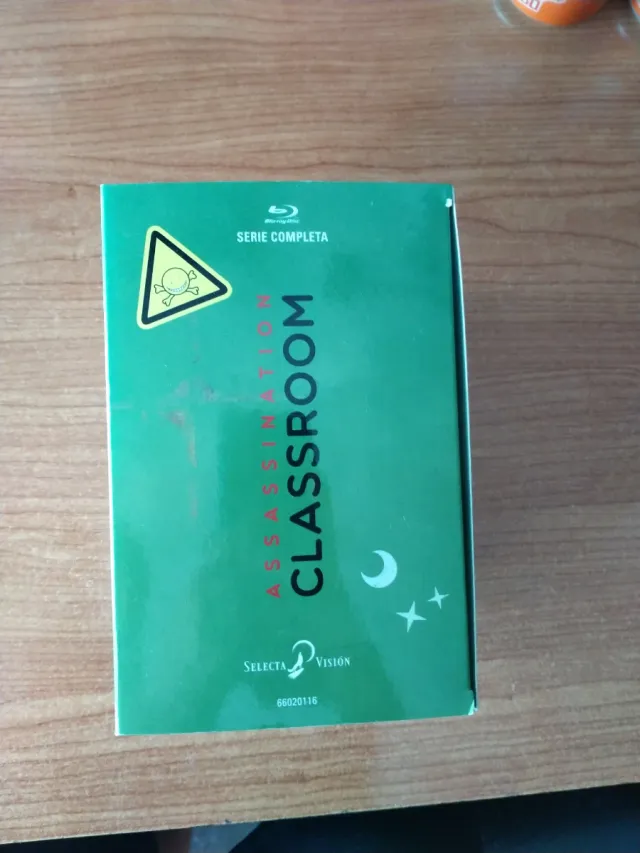 Blu-ray Disc
SERIE COMPLETA
ASSASSINATION
CLASSROOM
SELECTA VISIÓN
66020116